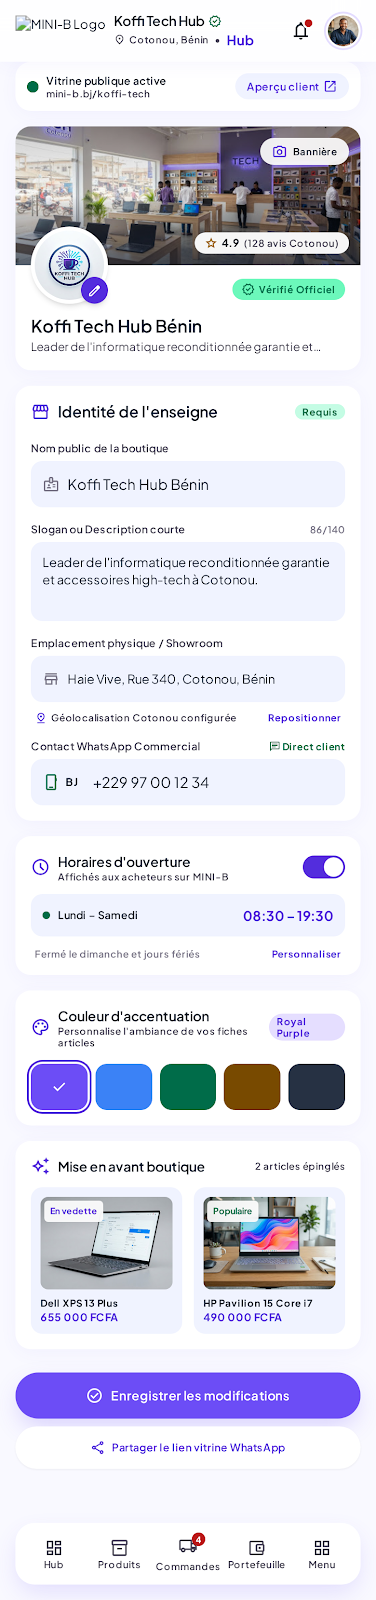 MINI-B Logo
Koffi Tech Hub
Cotonou, Bénin • Hub
Vitrine publique active
mini-b.bj/koffi-tech
Aperçu client
TECH
Bannière
4.9 (128 avis Cotonou)
KOFFI-TECH
HUB
Vérifié Officiel
Koffi Tech Hub Bénin
Leader de l'informatique reconditionnée garantie et...
Identité de l'enseigne
Requis
Nom public de la boutique
Koffi Tech Hub Bénin
Slogan ou Description courte
86/140
Leader de l'informatique reconditionnée garantie
et accessoires high-tech à Cotonou.
Emplacement physique / Showroom
Haie Vive, Rue 340, Cotonou, Bénin
Géolocalisation Cotonou configurée
Repositionner
Contact WhatsApp Commercial
Direct client
BJ +229 97 00 12 34
Horaires d'ouverture
Affichés aux acheteurs sur MINI-B
Lundi – Samedi
08:30 – 19:30
Fermé le dimanche et jours fériés
Personnaliser
Couleur d'accentuation
Personnalise l'ambiance de vos fiches
articles
Royal
Purple
Mise en avant boutique
2 articles épinglés
En vedette
Dell XPS 13 Plus
655 000 FCFA
Populaire
HP Pavilion 15 Core i7
490 000 FCFA
Enregistrer les modifications
Partager le lien vitrine WhatsApp
4
Hub
Produits
Commandes
Portefeuille
Menu